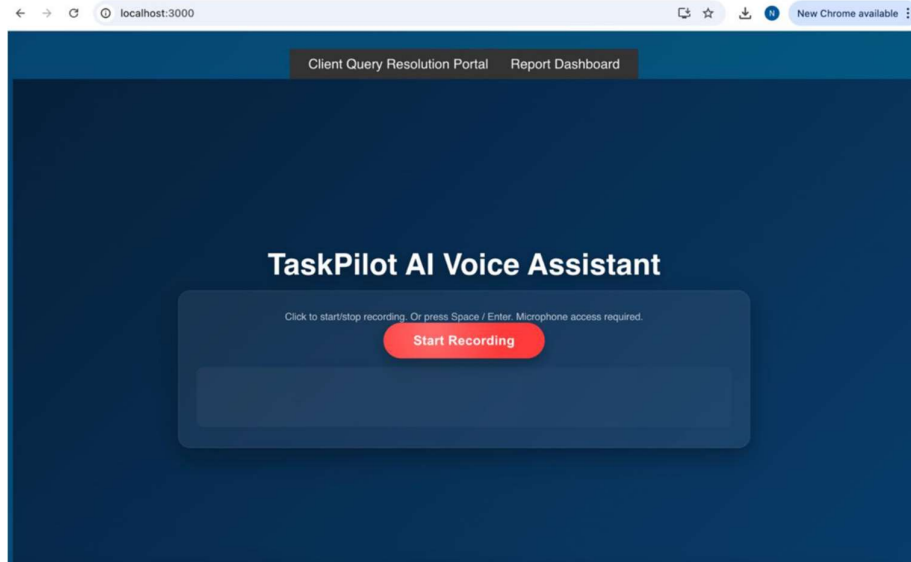 localhost:3000
N
New Chrome available
Client Query Resolution Portal Report Dashboard
TaskPilot AI Voice Assistant
Click to start/stop recording. Or press Space / Enter. Microphone access required.
Start Recording